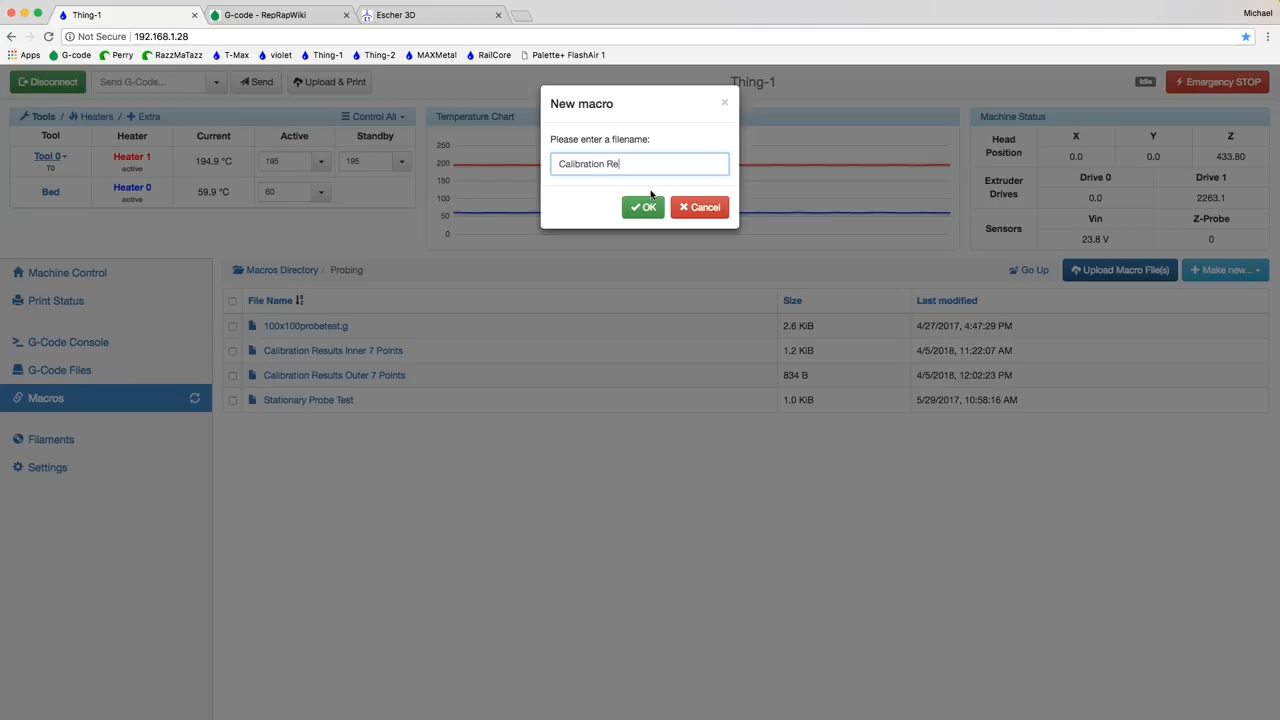 Thing-1
G-code - RepRapWiki
Escher 3D
Michael
Not Secure 192.168.1.28
Apps G-code Perry RazzMaTazz T-Max violet Thing-1 Thing-2 MAXMetal RailCore Palette+ FlashAir 1
Disconnect Send G-Code... Send Upload & Print Thing-1 Idle Emergency STOP
Tools / Heaters / Extra Control All
Tool Heater Current Active Standby
Tool 0 Heater 1 194.9 °C 195 195
T0 active
Bed Heater 0 59.9 °C 60
active
Temperature Chart
250
200
150
100
50
0
Machine Status
Head Position X Y Z
0.0 0.0 433.80
Extruder Drives Drive 0 Drive 1
0.0 2263.1
Sensors Vin Z-Probe
23.8 V 0
New macro ×
Please enter a filename:
Calibration Re
OK Cancel
Machine Control
Print Status
G-Code Console
G-Code Files
Macros
Filaments
Settings
Macros Directory / Probing Go Up Upload Macro File(s) Make new...
File Name Size Last modified
100x100probetest.g 2.6 KiB 4/27/2017, 4:47:29 PM
Calibration Results Inner 7 Points 1.2 KiB 4/5/2018, 11:22:07 AM
Calibration Results Outer 7 Points 834 B 4/5/2018, 12:02:23 PM
Stationary Probe Test 1.0 KiB 5/29/2017, 10:58:16 AM